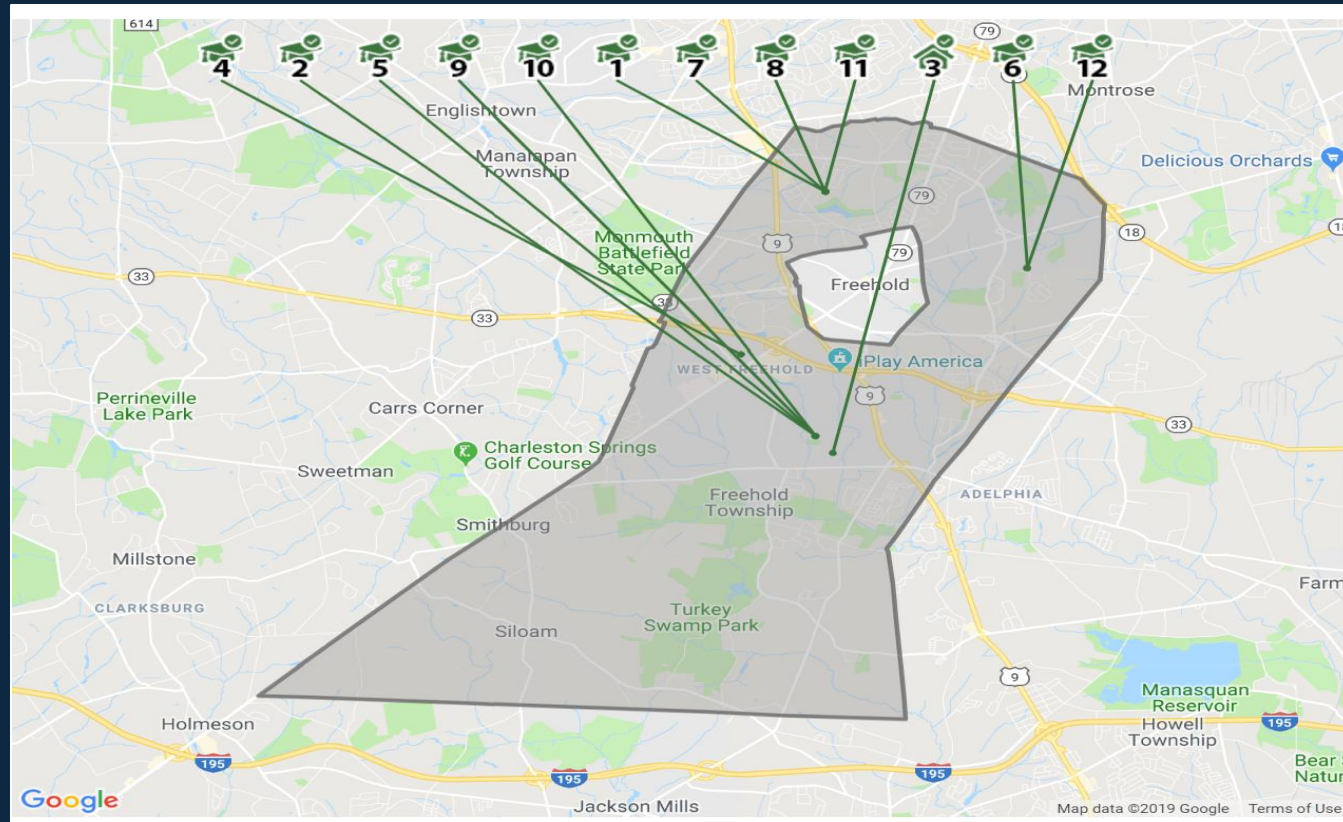 614
79
4 2 5 9 10 1 7 8 11 3 6 12
Montrose
Englishtown
Manalapan
Township
Delicious Orchards
79
18
Monmouth
Battlefield
State Park
9
79
33
Freehold
33
33
WEST FREEHOLD
iPlay America
Perrineville
Lake Park
9
Carrs Corner
33
Charleston Springs
Golf Course
Sweetman
Freehold
Township
ADELPHIA
Smithburg
Millstone
Farm
CLARKSBURG
Turkey
Swamp Park
Siloam
9
Manasquan
Reservoir
Holmeson
Howell
Township
195
195
195
195
Bear
Natur
Google
Jackson Mills
Map data ©2019 Google
Terms of Use